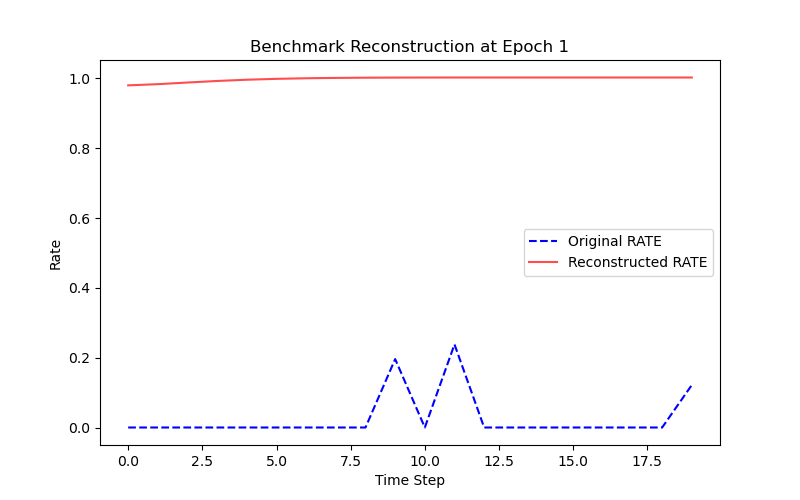 Benchmark Reconstruction at Epoch 1
1.0
0.8
0.6
0.4
0.2
0.0
Rate
Original RATE
Reconstructed RATE
0.0 2.5 5.0 7.5 10.0 12.5 15.0 17.5
Time Step